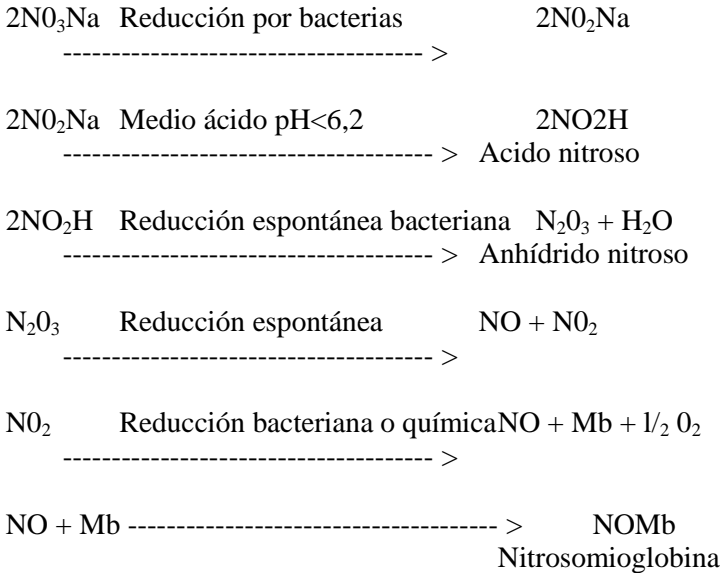 2N0₃Na Reducción por bacterias 2N0₂Na
------------------------------------- >
2N0₂Na Medio ácido pH<6,2 2NO2H
-------------------------------------- > Acido nitroso
2NO₂H Reducción espontánea bacteriana N₂0₃ + H₂O
-------------------------------------- > Anhídrido nitroso
N₂0₃ Reducción espontánea NO + N0₂
-------------------------------------- >
N0₂ Reducción bacteriana o químicaNO + Mb + l/₂ 0₂
-------------------------------------- >
NO + Mb -------------------------------------- > NOMb
Nitrosomioglobina